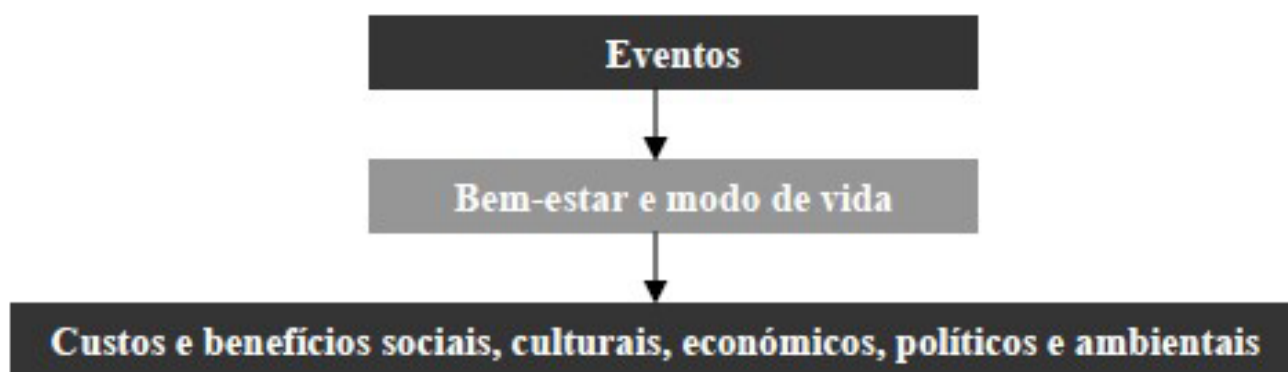 Eventos
Bem-estar e modo de vida
Custos e benefícios sociais, culturais, económicos, políticos e ambientais